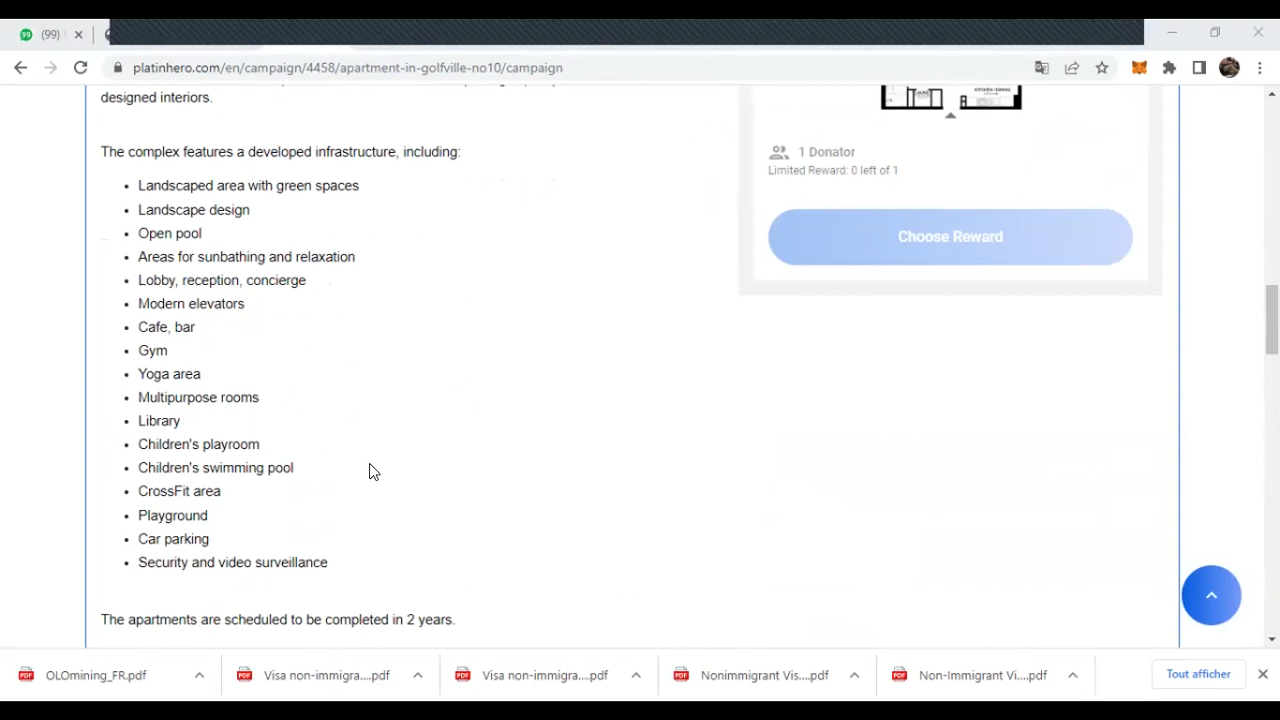 (99)
platinhero.com/en/campaign/4458/apartment-in-golfville-no10/campaign
designed interiors.
The complex features a developed infrastructure, including:
• Landscaped area with green spaces
• Landscape design
• Open pool
• Areas for sunbathing and relaxation
• Lobby, reception, concierge
• Modern elevators
• Cafe, bar
• Gym
• Yoga area
• Multipurpose rooms
• Library
• Children's playroom
• Children's swimming pool
• CrossFit area
• Playground
• Car parking
• Security and video surveillance
The apartments are scheduled to be completed in 2 years.
1 Donator
Limited Reward: 0 left of 1
Choose Reward
OLOmining_FR.pdf
Visa non-immigra....pdf
Visa non-immigra....pdf
Nonimmigrant Vis....pdf
Non-Immigrant Vi....pdf
Tout afficher